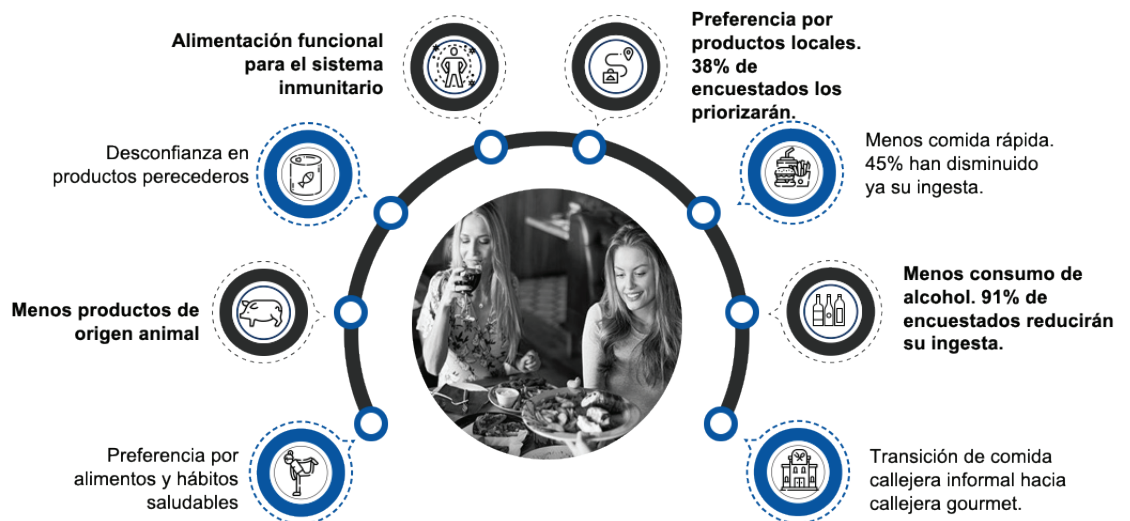 Alimentación funcional
para el sistema
inmunitario
Preferencia por
productos locales.
38% de
encuestados los
priorizarán.
Desconfianza en
productos perecederos
Menos comida rápida.
45% han disminuido
ya su ingesta.
Menos productos de
origen animal
Menos consumo de
alcohol. 91% de
encuestados reducirán
su ingesta.
Preferencia por
alimentos y hábitos
saludables
Transición de comida
callejera informal hacia
callejera gourmet.